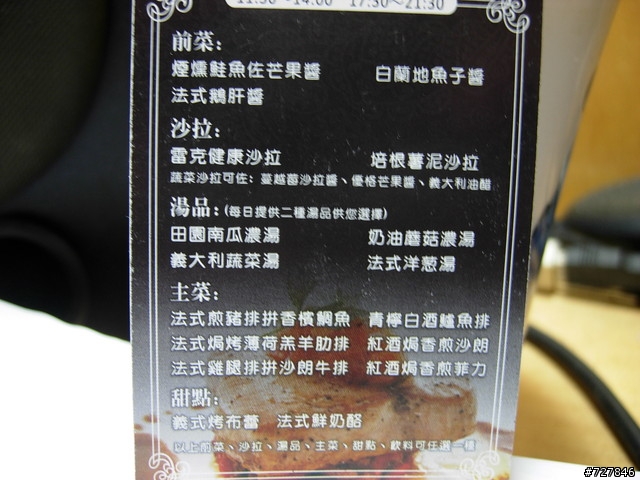 11:30~14:00 17:30~21:30
前菜:
煙燻鮭魚佐芒果醬 白蘭地魚子醬
法式鵝肝醬
沙拉:
雷克健康沙拉 培根薯泥沙拉
蔬菜沙拉可佐: 蔓越莓沙拉醬、優格芒果醬、義大利油醋
湯品:(每日提供二種湯品供您選擇)
田園南瓜濃湯 奶油蘑菇濃湯
義大利蔬菜湯 法式洋蔥湯
主菜:
法式煎豬排拼香檳鯛魚 青檸白酒鱸魚排
法式焗烤薄荷羔羊肋排 紅酒焗香煎沙朗
法式雞腿排拼沙朗牛排 紅酒焗香煎菲力
甜點:
義式烤布蕾 法式鮮奶酪
以上前菜、沙拉、湯品、主菜、甜點、飲料可任選一種
#727846